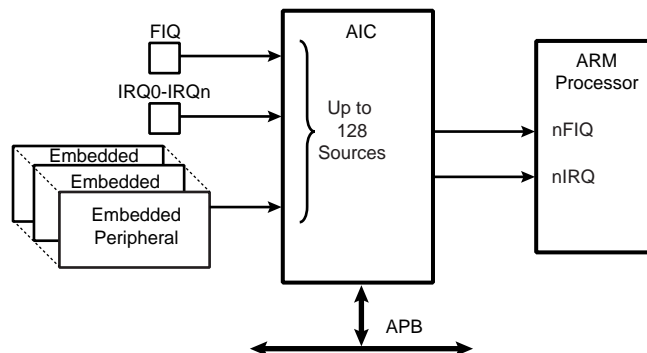 FIQ
IRQ0-IRQn
Embedded
Embedded
Embedded
Peripheral
AIC
Up to
128
Sources
ARM
Processor
nFIQ
nIRQ
APB